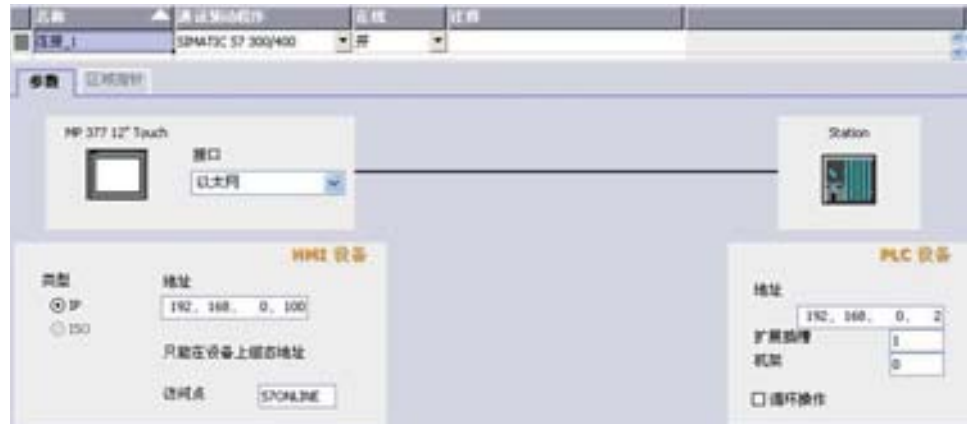 名称 通讯驱动程序 在线 注释
连接_1 SIMATIC S7 300/400 开
参数 区域指针
MP 377 12" Touch
接口
以太网
Station
HMI 设备
类型
IP
ISO
地址
192. 168. 0. 100
只能在设备上组态地址
访问点 S7ONLINE
PLC 设备
地址
192. 168. 0. 2
扩展插槽 1
机架 0
循环操作